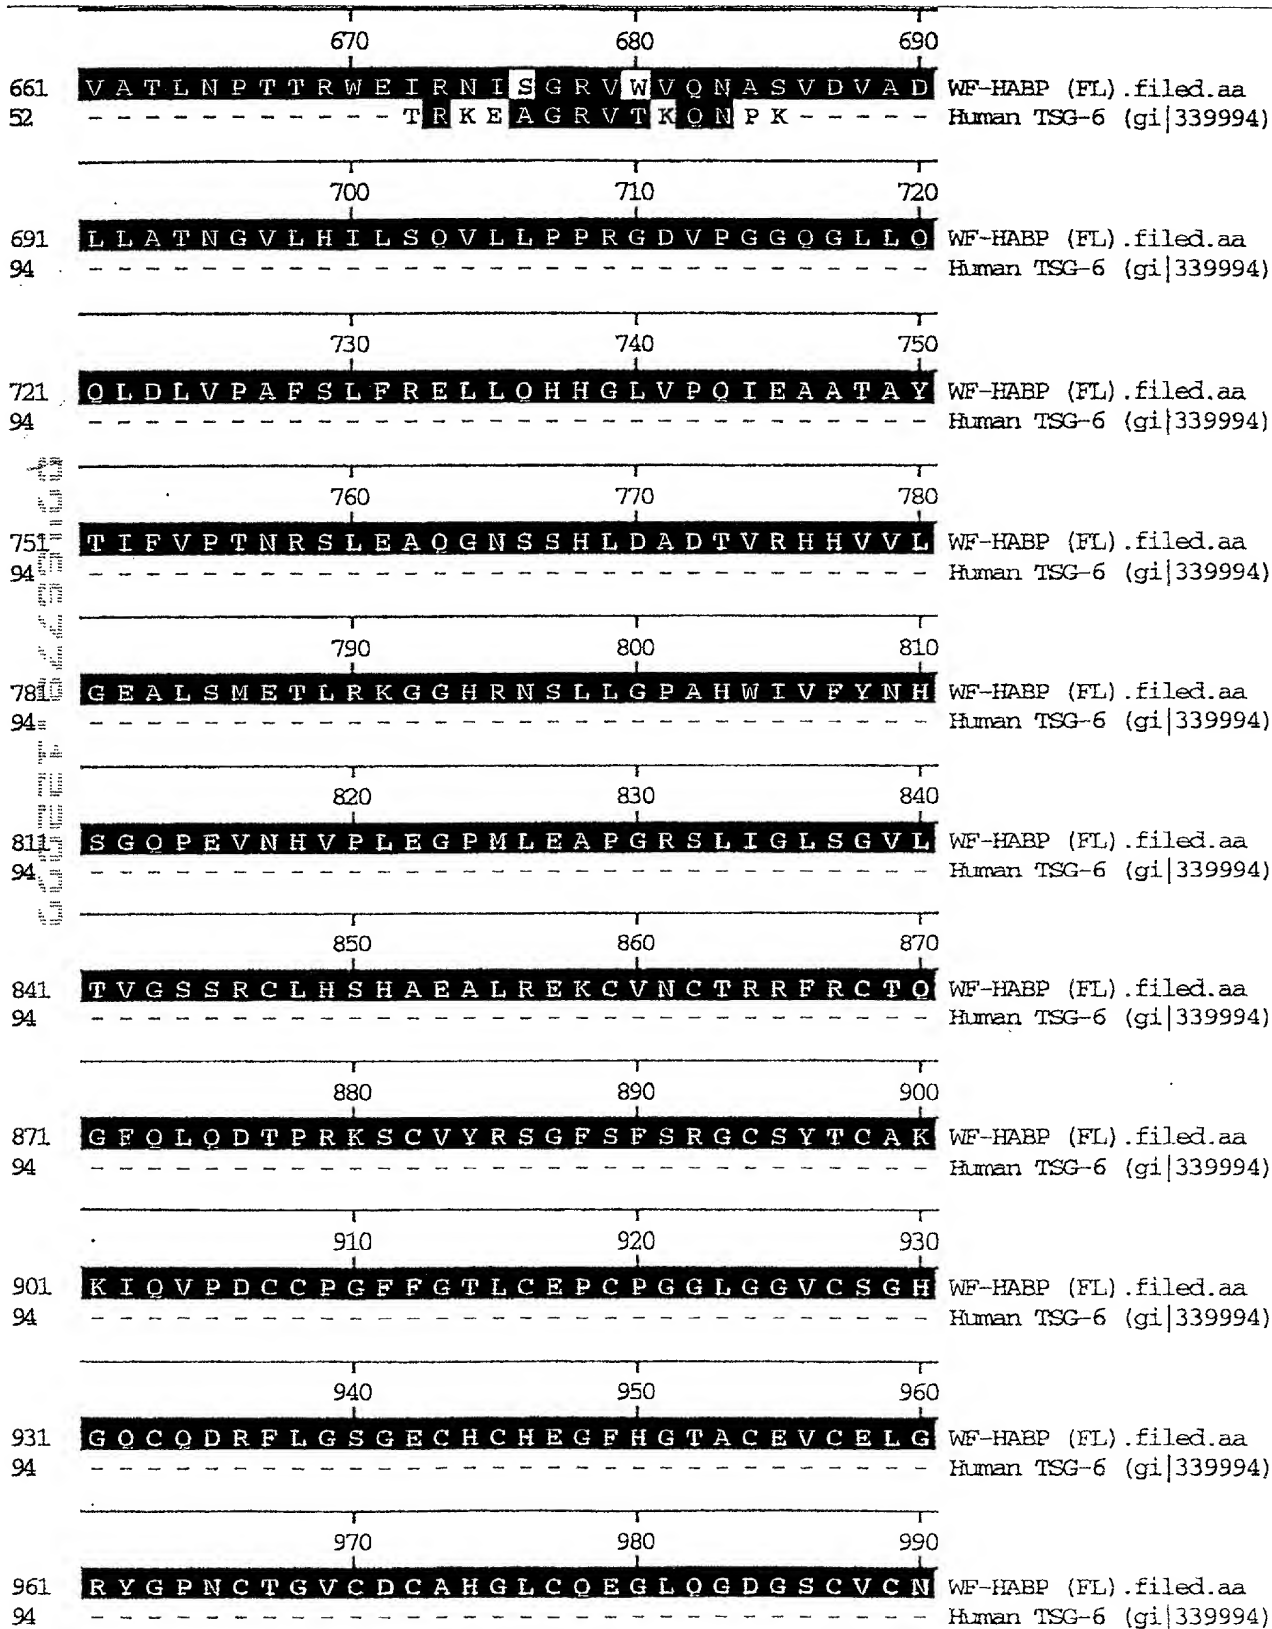 670 680 690
661 V A T L N P T T R W E I R N I S G R V W V Q N A S V D V A D WF-HABP (FL).filed.aa
52 - - - - - - - - - - - T R K E A G R V T K Q N P K - - - - - Human TSG-6 (gi|339994)
700 710 720
691 L L A T N G V L H I L S Q V L L P P R G D V P G G Q G L L Q WF-HABP (FL).filed.aa
94 - - - - - - - - - - - - - - - - - - - - - - - - - - - - - - Human TSG-6 (gi|339994)
730 740 750
721 Q L D L V P A F S L F R E L L Q H H G L V P Q I E A A T A Y WF-HABP (FL).filed.aa
94 - - - - - - - - - - - - - - - - - - - - - - - - - - - - - - Human TSG-6 (gi|339994)
760 770 780
751 T I F V P T N R S L E A Q G N S S H L D A D T V R H H V V L WF-HABP (FL).filed.aa
94 - - - - - - - - - - - - - - - - - - - - - - - - - - - - - - Human TSG-6 (gi|339994)
790 800 810
781 G E A L S M E T L R K G G H R N S L L G P A H W I V F Y N H WF-HABP (FL).filed.aa
94 - - - - - - - - - - - - - - - - - - - - - - - - - - - - - - Human TSG-6 (gi|339994)
820 830 840
811 S G Q P E V N H V P L E G P M L E A P G R S L I G L S G V L WF-HABP (FL).filed.aa
94 - - - - - - - - - - - - - - - - - - - - - - - - - - - - - - Human TSG-6 (gi|339994)
850 860 870
841 T V G S S R C L H S H A E A L R E K C V N C T R R F R C T Q WF-HABP (FL).filed.aa
94 - - - - - - - - - - - - - - - - - - - - - - - - - - - - - - Human TSG-6 (gi|339994)
880 890 900
871 G F Q L Q D T P R K S C V Y R S G F S F S R G C S Y T C A K WF-HABP (FL).filed.aa
94 - - - - - - - - - - - - - - - - - - - - - - - - - - - - - - Human TSG-6 (gi|339994)
910 920 930
901 K I Q V P D C C P G F F G T L C E P C P G G L G G V C S G H WF-HABP (FL).filed.aa
94 - - - - - - - - - - - - - - - - - - - - - - - - - - - - - - Human TSG-6 (gi|339994)
940 950 960
931 G Q C Q D R F L G S G E C H C H E G F H G T A C E V C E L G WF-HABP (FL).filed.aa
94 - - - - - - - - - - - - - - - - - - - - - - - - - - - - - - Human TSG-6 (gi|339994)
970 980 990
961 R Y G P N C T G V C D C A H G L C Q E G L Q G D G S C V C N WF-HABP (FL).filed.aa
94 - - - - - - - - - - - - - - - - - - - - - - - - - - - - - - Human TSG-6 (gi|339994)